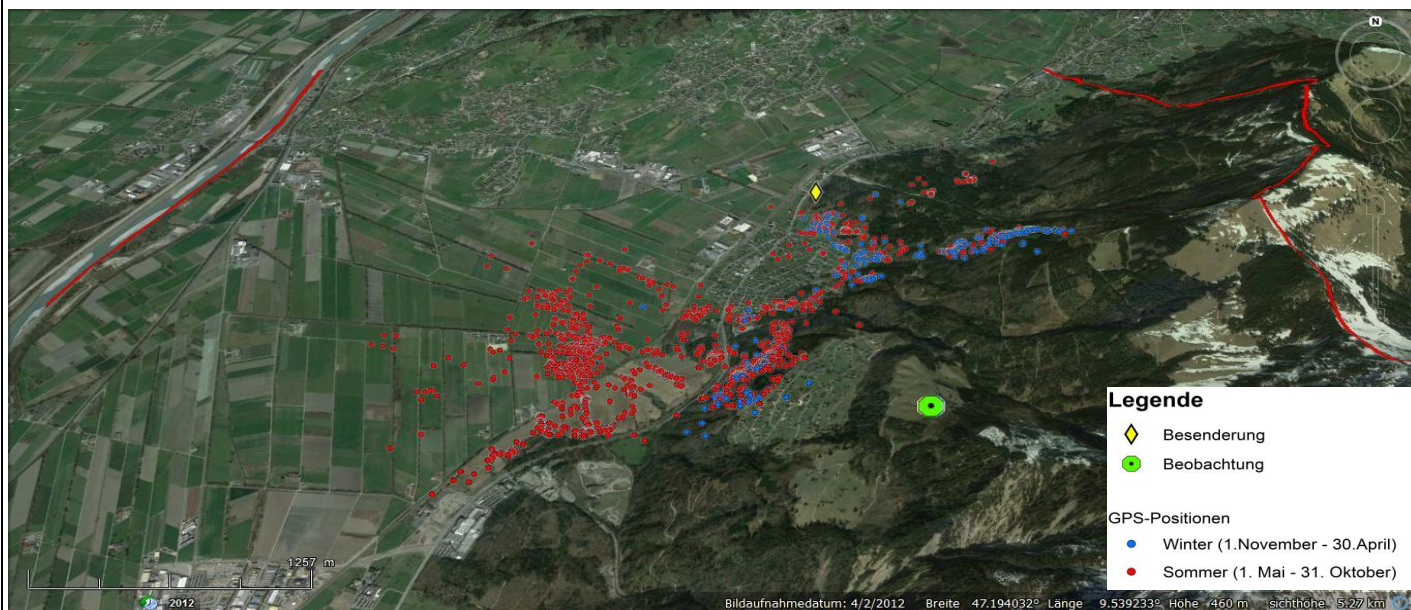 N
Legende
Besenderung
Beobachtung
GPS-Positionen
Winter (1.November - 30.April)
Sommer (1. Mai - 31. Oktober)
1257 m
2012
Bildaufnahmedatum: 4/2/2012 Breite 47.194032° Länge 9.539233° Höhe 460 m sichthöhe 5.27 km